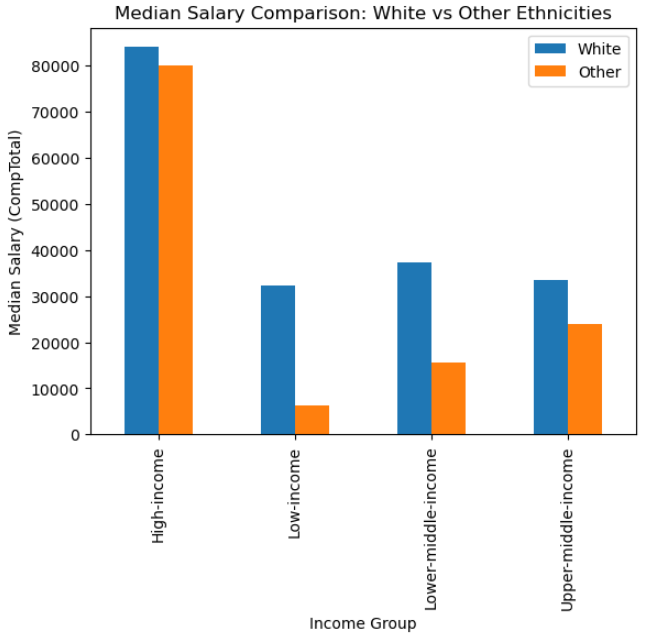 Median Salary Comparison: White vs Other Ethnicities
White
Other
Median Salary (CompTotal)
80000
70000
60000
50000
40000
30000
20000
10000
0
High-income
Low-income
Lower-middle-income
Upper-middle-income
Income Group